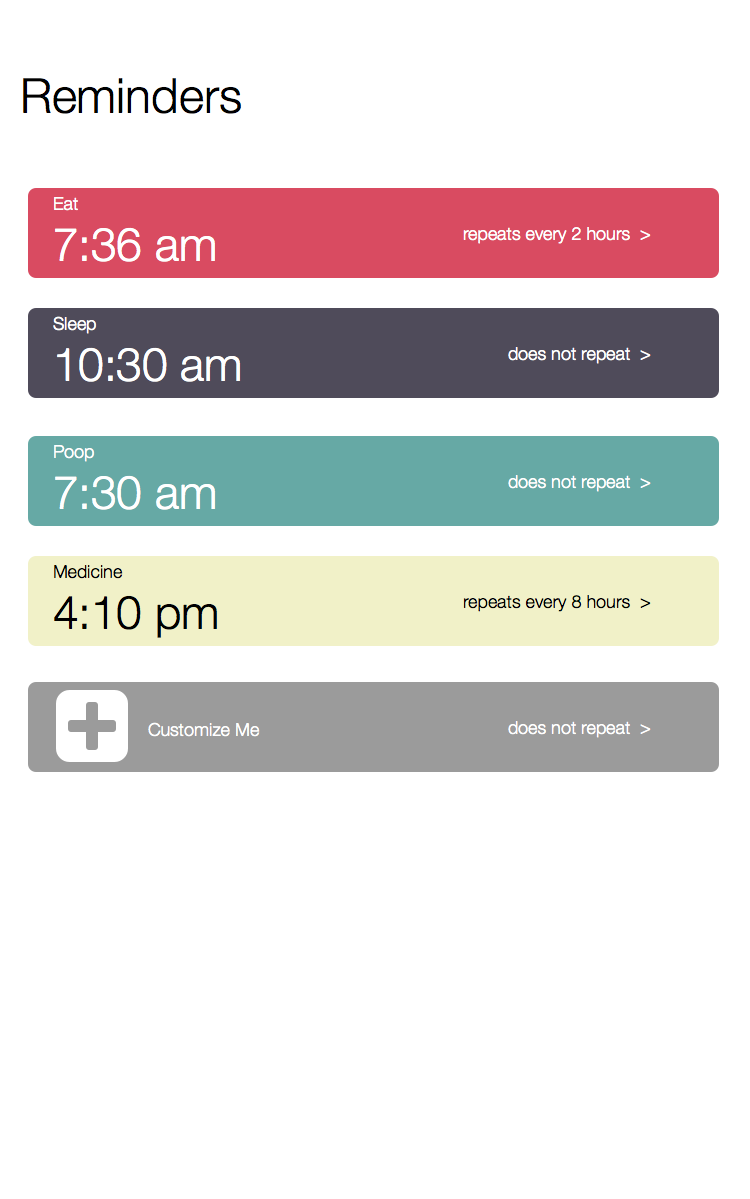 Reminders
Eat
7:36 am
repeats every 2 hours >
Sleep
10:30 am
does not repeat >
Poop
7:30 am
does not repeat >
Medicine
4:10 pm
repeats every 8 hours >
Customize Me
does not repeat >